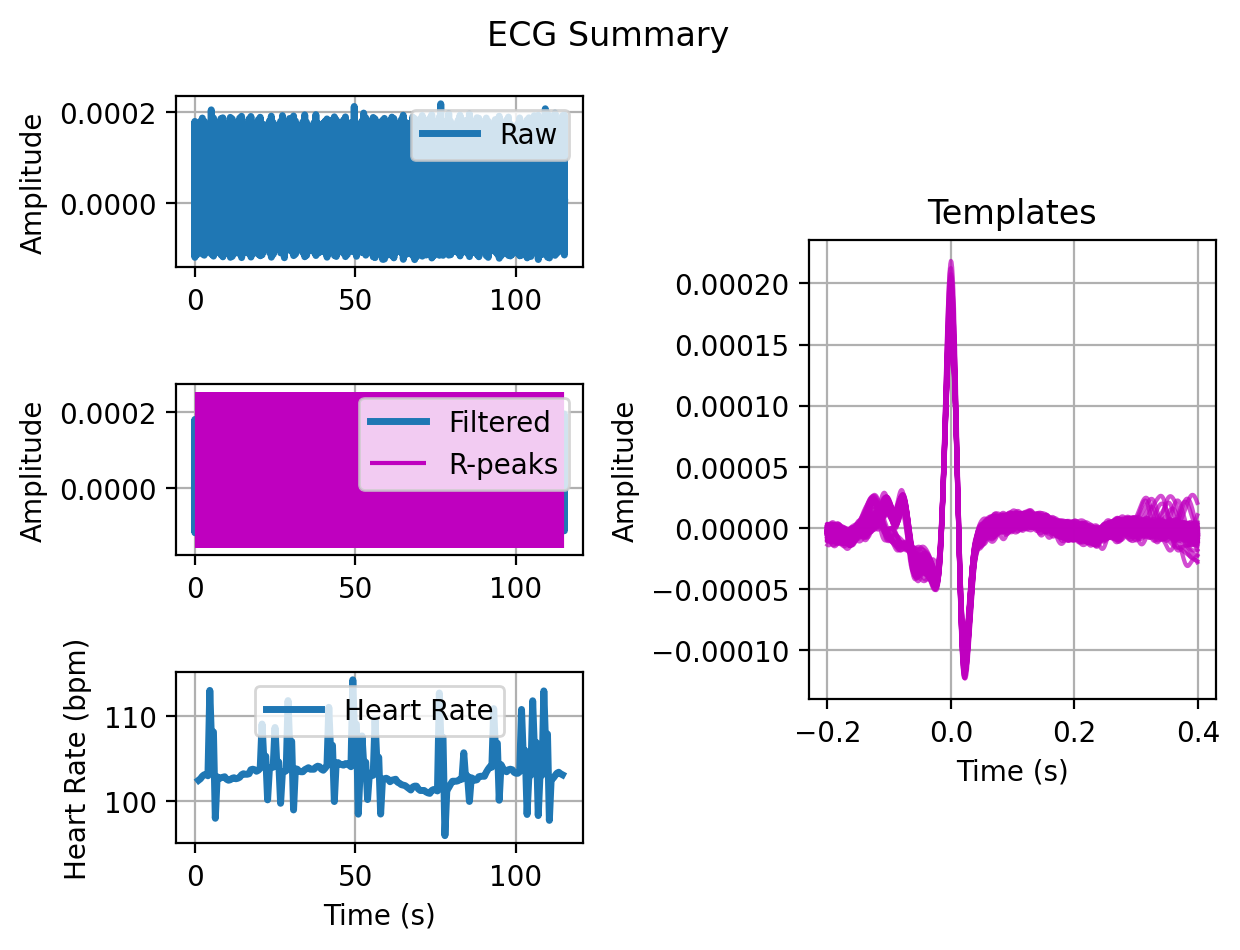 ECG Summary
Amplitude
0.0002
0.0000
Raw
0
50
100
Amplitude
0.0002
0.0000
Filtered
R-peaks
0
50
100
Heart Rate (bpm)
110
100
Heart Rate
0
50
100
Time (s)
Templates
Amplitude
0.00020
0.00015
0.00010
0.00005
0.00000
−0.00005
−0.00010
−0.2
0.0
0.2
0.4
Time (s)